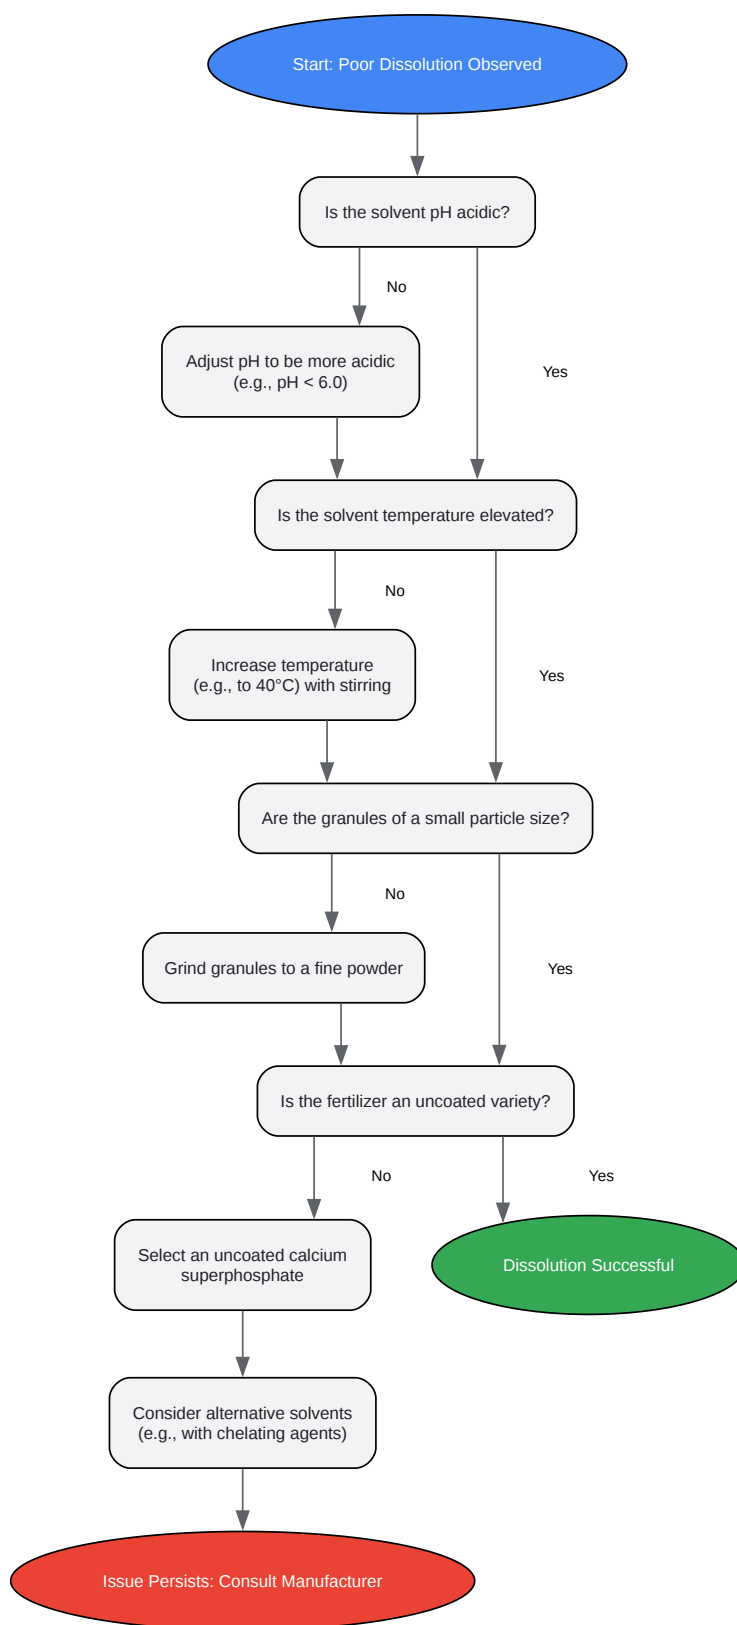 Start: Poor Dissolution Observed
Is the solvent pH acidic?
No
Adjust pH to be more acidic
(e.g., pH < 6.0)
Yes
Is the solvent temperature elevated?
No
Increase temperature
(e.g., to 40°C) with stirring
Yes
Are the granules of a small particle size?
No
Grind granules to a fine powder
Yes
Is the fertilizer an uncoated variety?
No
Yes
Select an uncoated calcium
superphosphate
Dissolution Successful
Consider alternative solvents
(e.g., with chelating agents)
Issue Persists: Consult Manufacturer